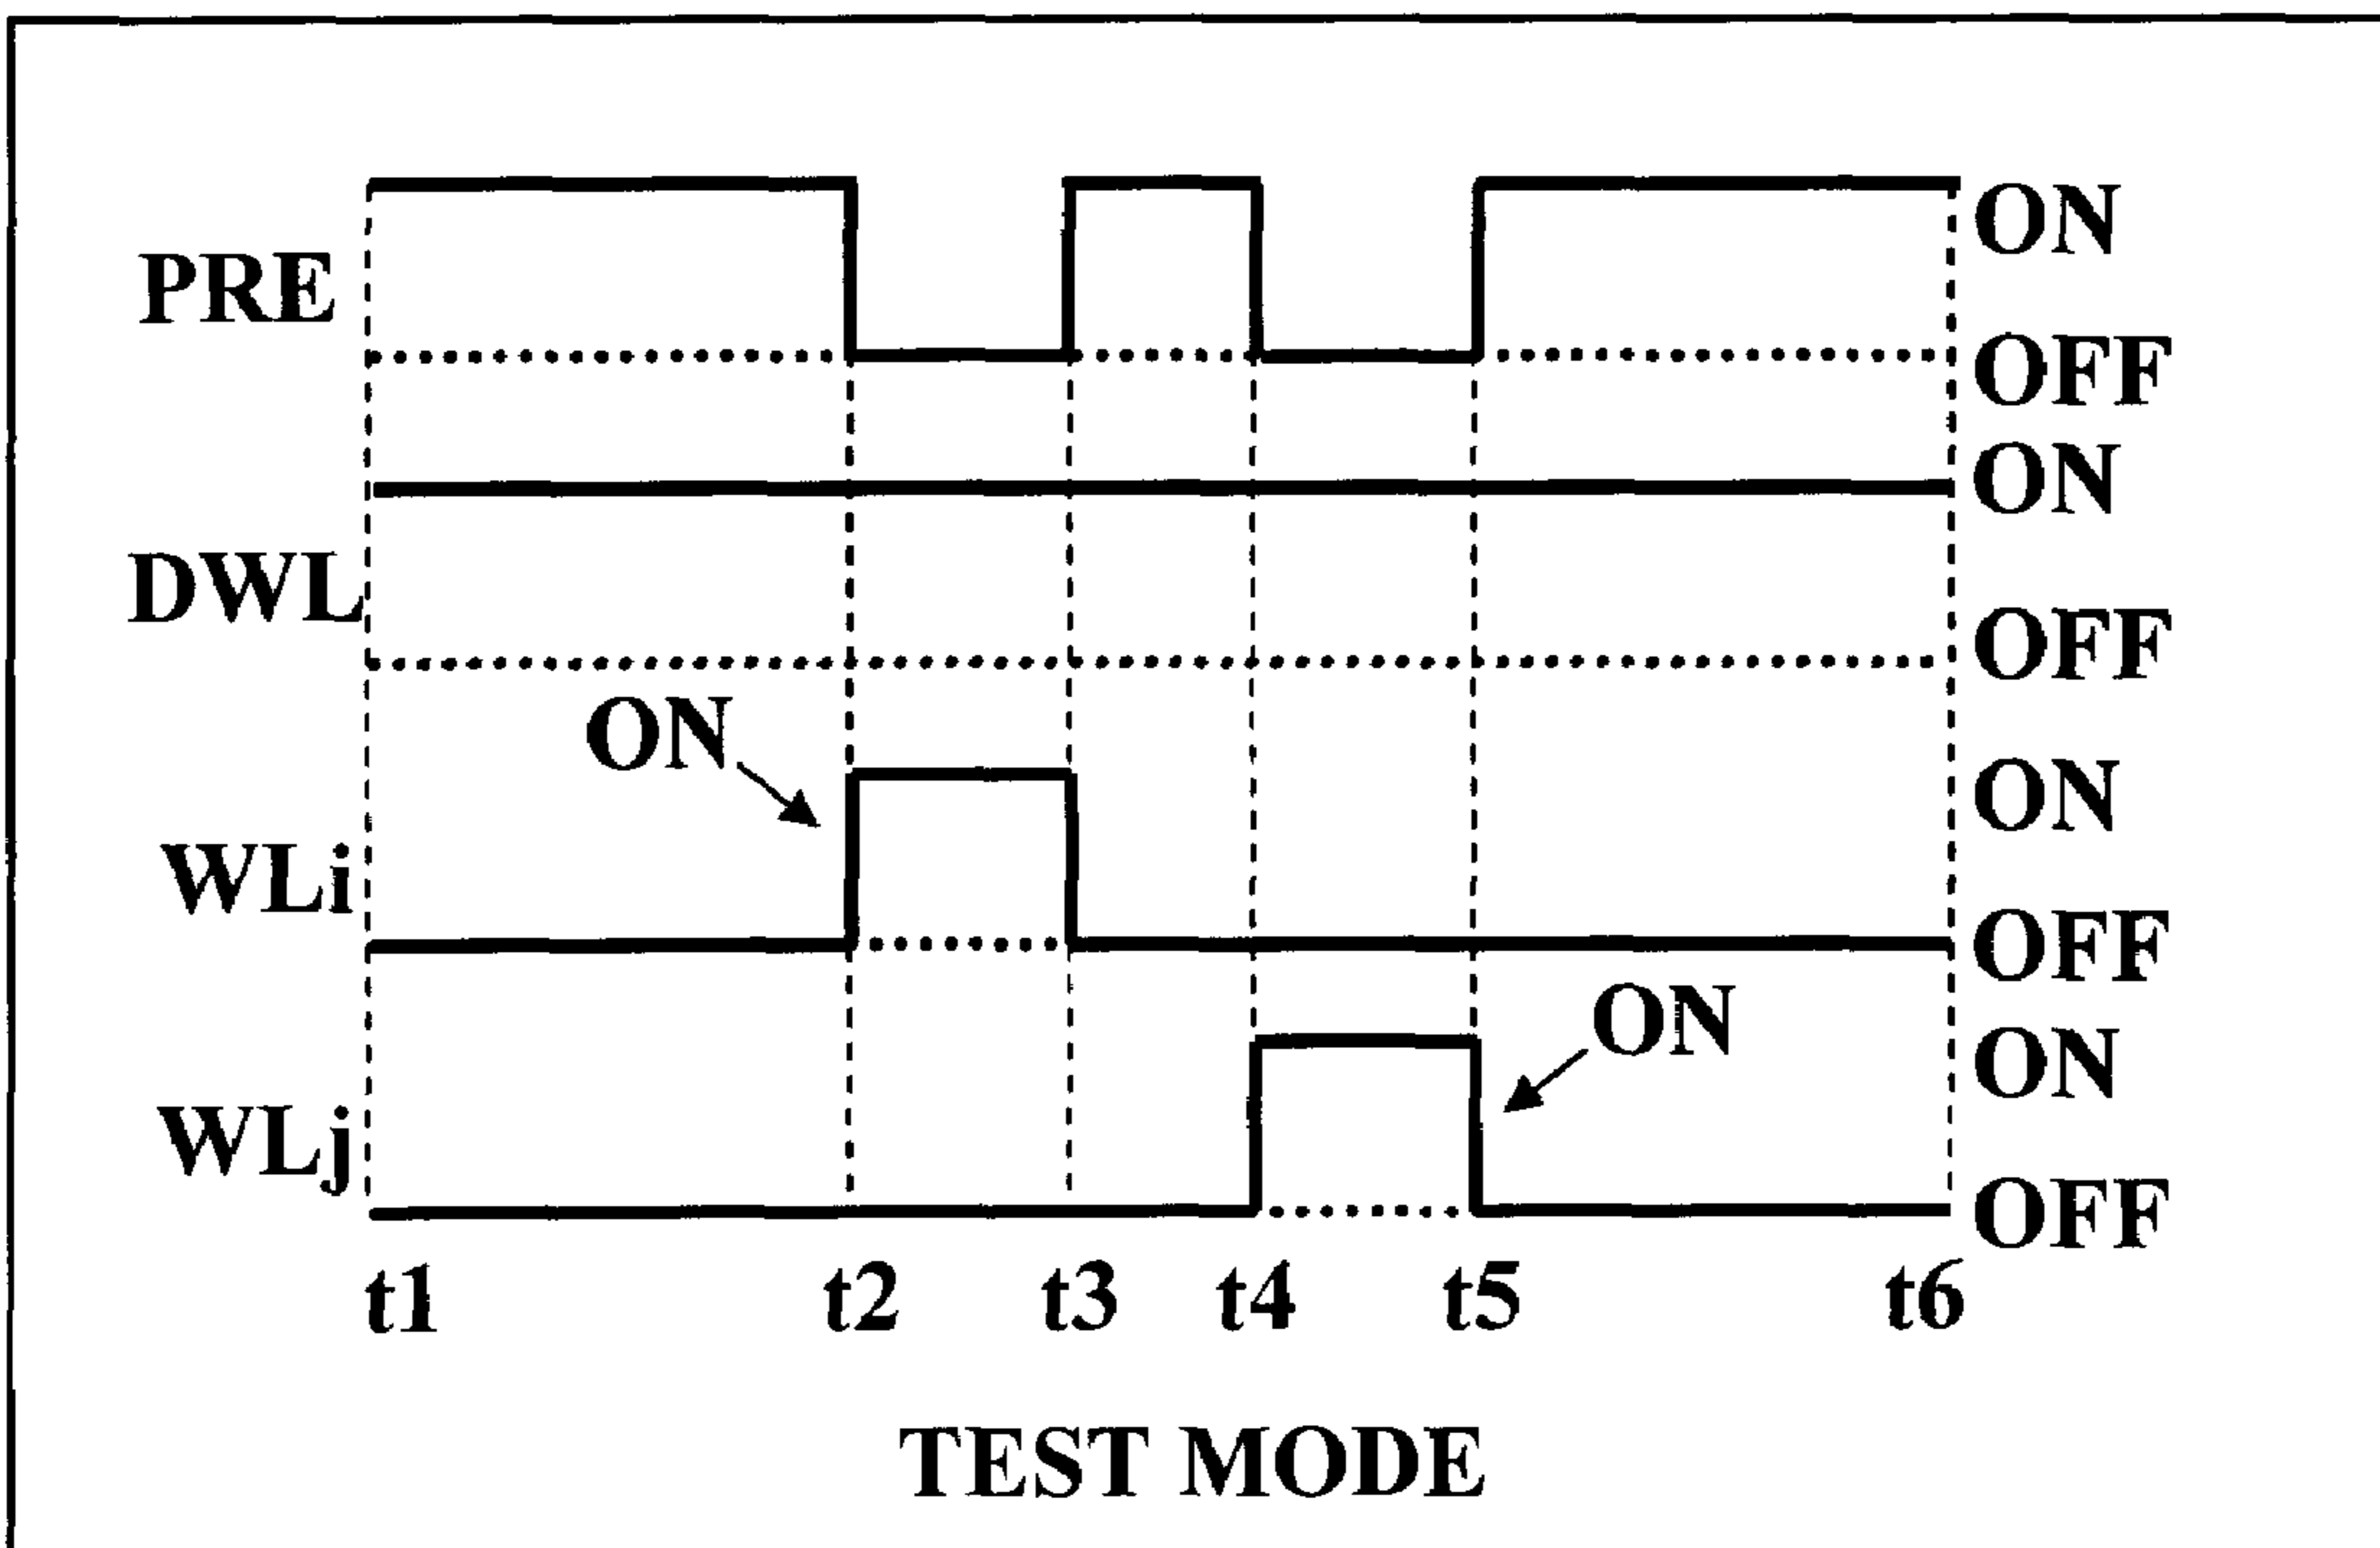 PRE
ON
OFF
DWL
ON
OFF
ON
WLi
ON
OFF
ON
WLj
ON
OFF
t1 t2 t3 t4 t5 t6
TEST MODE